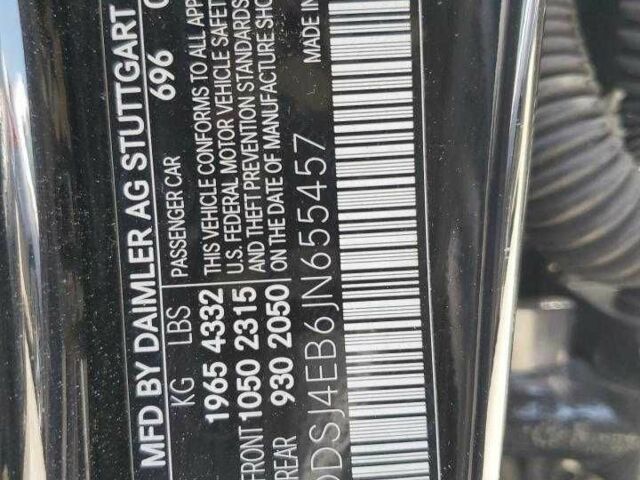 MFD BY DAIMLER AG STUTTGART
696
KG LBS PASSENGER CAR
1965 4332 THIS VEHICLE CONFORMS TO ALL APP
FRONT 1050 2315 U.S. FEDERAL MOTOR VEHICLE SAFETY
AND THEFT PREVENTION STANDARDS
REAR 930 2050 ON THE DATE OF MANUFACTURE SHO
MADE IN
DDSJ4EB6JN655457